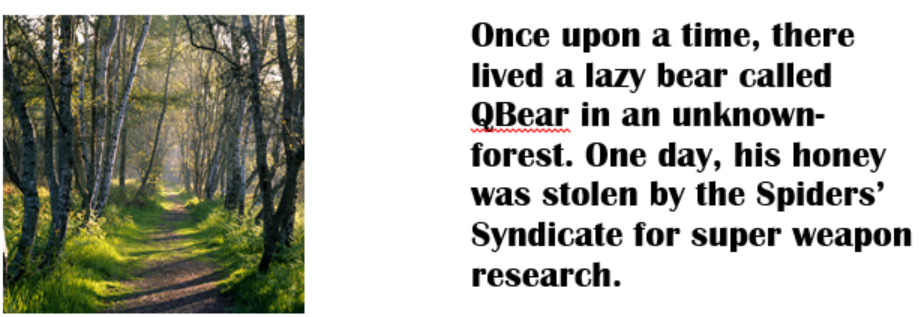 Once upon a time, there
lived a lazy bear called
QBear in an unknown-
forest. One day, his honey
was stolen by the Spiders’
Syndicate for super weapon
research.